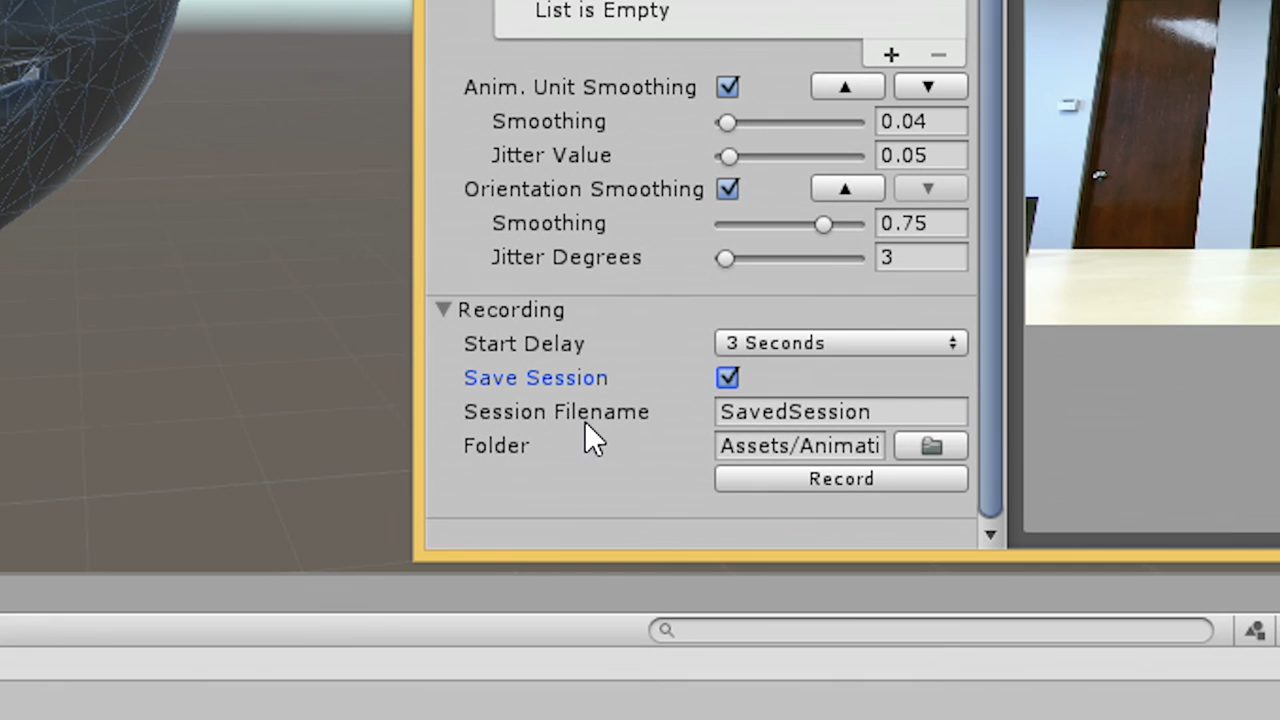 List is Empty
Anim. Unit Smoothing
Smoothing 0.04
Jitter Value 0.05
Orientation Smoothing
Smoothing 0.75
Jitter Degrees 3
Recording
Start Delay 3 Seconds
Save Session
Session Filename SavedSession
Folder Assets/Animati
Record